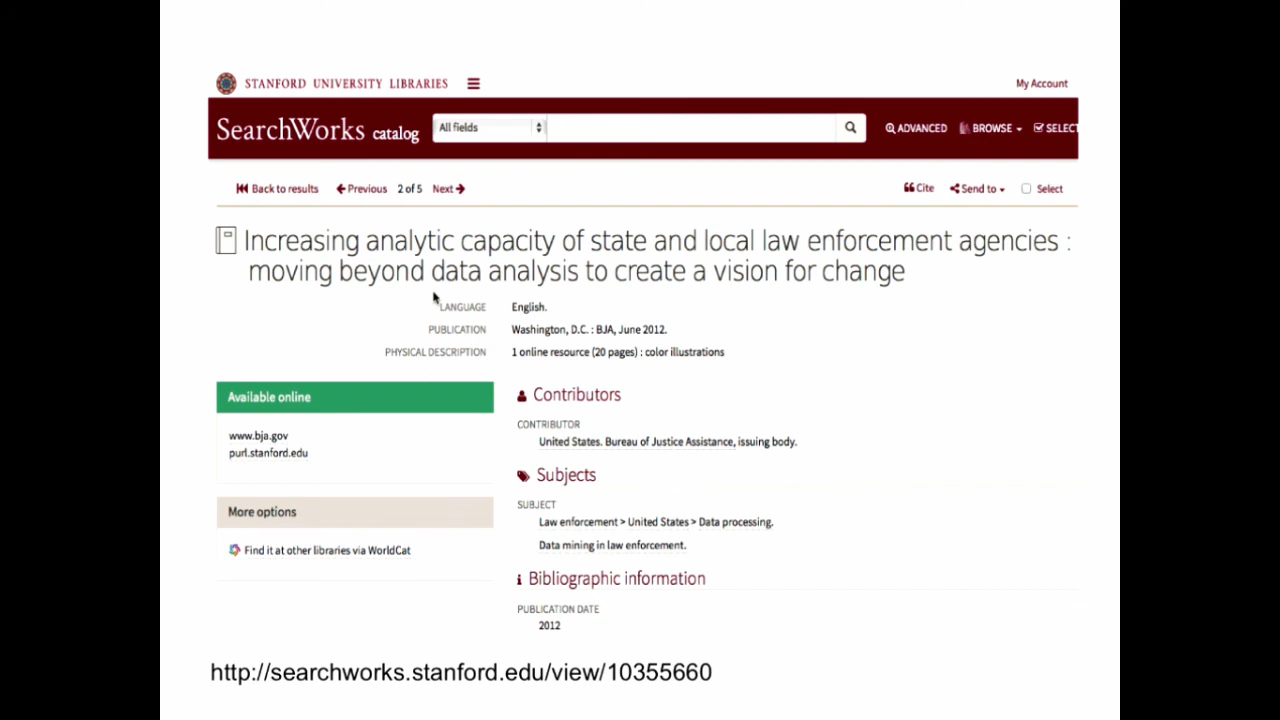 STANFORD UNIVERSITY LIBRARIES
My Account
SearchWorks catalog
All fields
ADVANCED BROWSE SELECT
Back to results Previous 2 of 5 Next
Cite Send to Select
Increasing analytic capacity of state and local law enforcement agencies :
moving beyond data analysis to create a vision for change
LANGUAGE English.
PUBLICATION Washington, D.C. : BJA, June 2012.
PHYSICAL DESCRIPTION 1 online resource (20 pages) : color illustrations
Available online
www.bja.gov
purl.stanford.edu
More options
Find it at other libraries via WorldCat
Contributors
CONTRIBUTOR
United States. Bureau of Justice Assistance, issuing body.
Subjects
SUBJECT
Law enforcement > United States > Data processing.
Data mining in law enforcement.
Bibliographic information
PUBLICATION DATE
2012
http://searchworks.stanford.edu/view/10355660